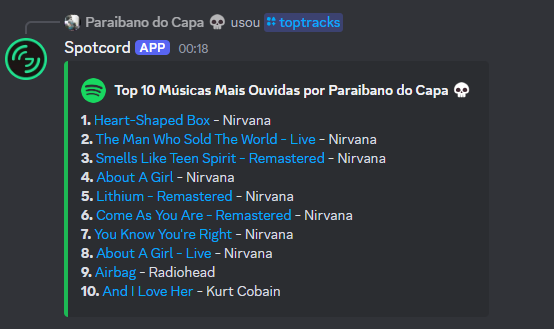 Paraibano do Capa 💀 usou toptracks
Spotcord APP 00:18
Top 10 Músicas Mais Ouvidas por Paraibano do Capa 💀
1. Heart-Shaped Box - Nirvana
2. The Man Who Sold The World - Live - Nirvana
3. Smells Like Teen Spirit - Remastered - Nirvana
4. About A Girl - Nirvana
5. Lithium - Remastered - Nirvana
6. Come As You Are - Remastered - Nirvana
7. You Know You're Right - Nirvana
8. About A Girl - Live - Nirvana
9. Airbag - Radiohead
10. And I Love Her - Kurt Cobain